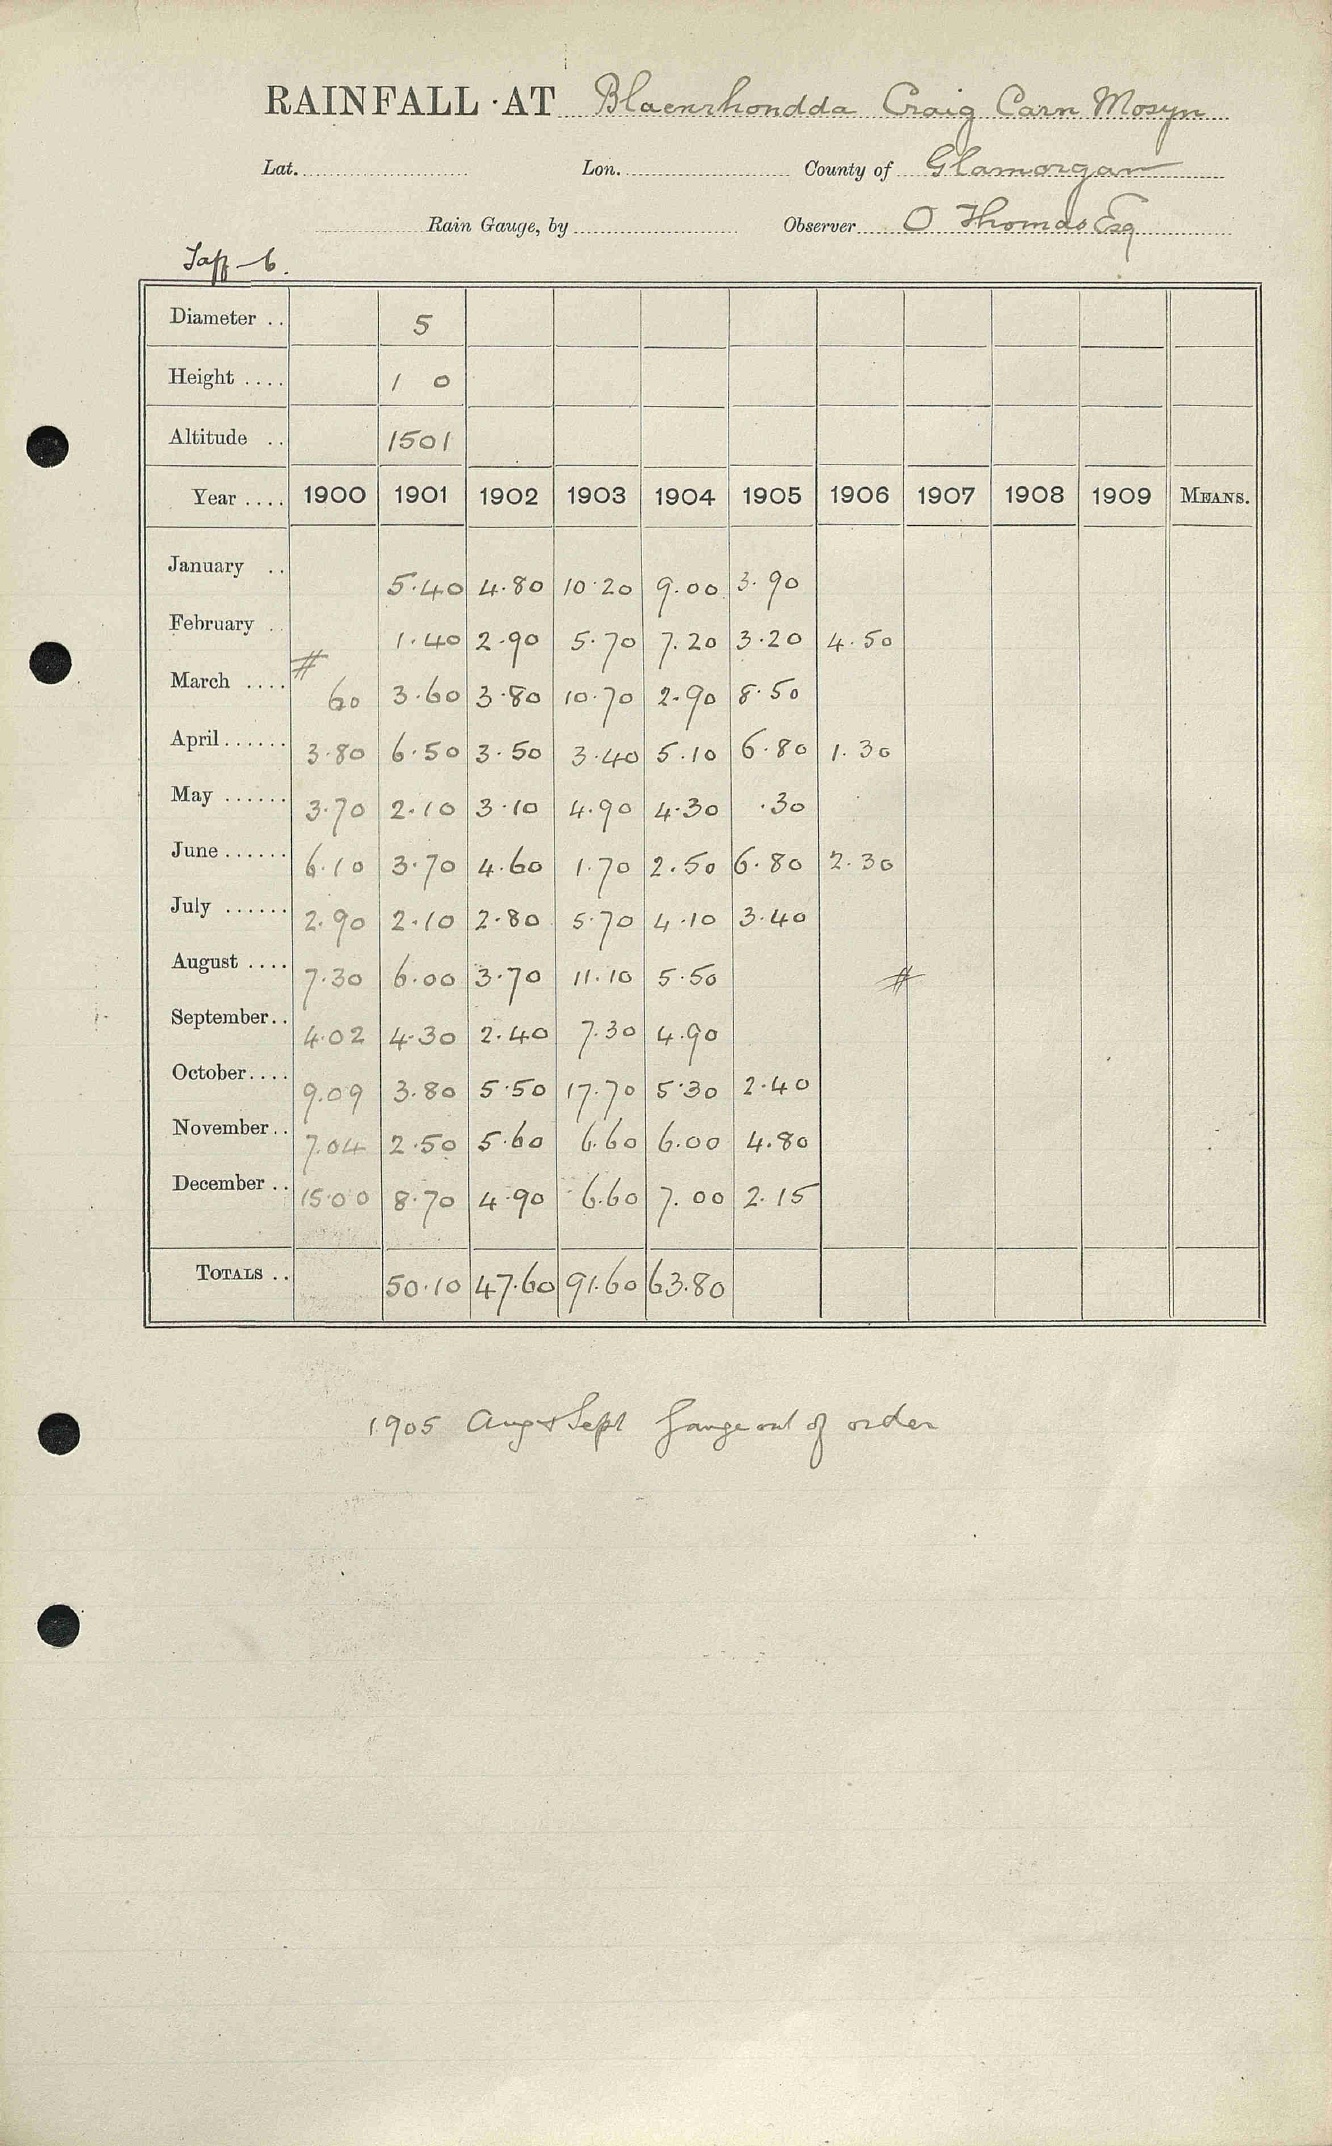 RAINFALL AT Blaenrhondda Craig Carn Mosyn
Lat. Lon. County of Glamorgan
Rain Gauge, by Observer O Thomas Esq
Taff - 6.
Diameter .. 5
Height .... 1 0
Altitude .. 1501
Year .... 1900 1901 1902 1903 1904 1905 1906 1907 1908 1909 MEANS.
January .. 5.40 4.80 10.20 9.00 3.90
February .. 1.40 2.90 5.70 7.20 3.20 4.50
March .... # 60 3.60 3.80 10.70 2.90 8.50
April ...... 3.80 6.50 3.50 3.40 5.10 6.80 1.30
May ...... 3.70 2.10 3.10 4.90 4.30 .30
June ...... 6.10 3.70 4.60 1.70 2.50 6.80 2.30
July ...... 2.90 2.10 2.80 5.70 4.10 3.40
August .... 7.30 6.00 3.70 11.10 5.50 #
September.. 4.02 4.30 2.40 7.30 4.90
October.... 9.09 3.80 5.50 17.70 5.30 2.40
November.. 7.04 2.50 5.60 6.60 6.00 4.80
December .. 15.00 8.70 4.90 6.60 7.00 2.15
TOTALS .. 50.10 47.60 91.60 63.80
1905 Aug & Sept Gauge out of order